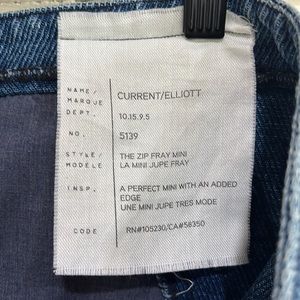 NAME/ CURRENT/ELLIOTT
MARQUE
DEPT. 10.15.9.5
NO. 5139
STYLE/ THE ZIP FRAY MINI
MODÈLE LA MINI JUPE FRAY
INSP. A PERFECT MINI WITH AN ADDED
EDGE
UNE MINI JUPE TRES MODE
CODE RN#105230/CA#58350